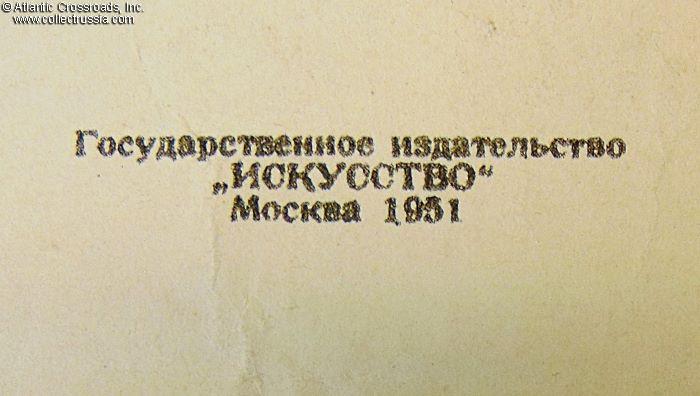 © Atlantic Crossroads, Inc.
www.collectrussia.com
Государственное издательство
„ИСКУССТВО“
Москва 1951